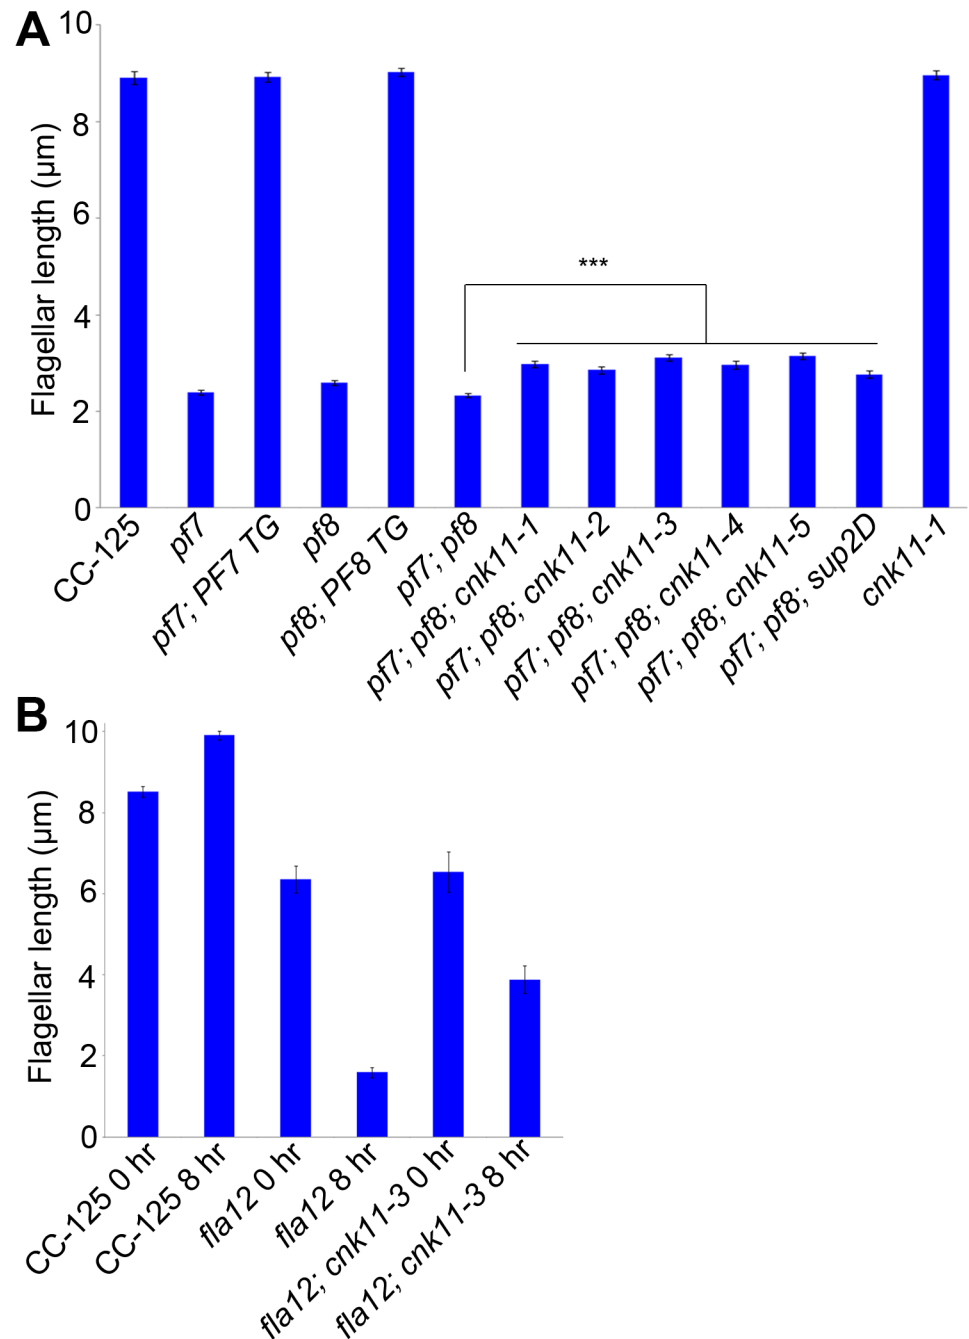 A
Flagellar length (µm)
10
8
6
4
2
0
***
CC-125
pf7
pf7; PF7 TG
pf8
pf8; PF8 TG
pf7; pf8
pf7; pf8; cnk11-1
pf7; pf8; cnk11-2
pf7; pf8; cnk11-3
pf7; pf8; cnk11-4
pf7; pf8; cnk11-5
pf7; pf8; sup2D
cnk11-1
B
Flagellar length (µm)
10
8
6
4
2
0
CC-125 0 hr
CC-125 8 hr
fla12 0 hr
fla12 8 hr
fla12; cnk11-3 0 hr
fla12; cnk11-3 8 hr